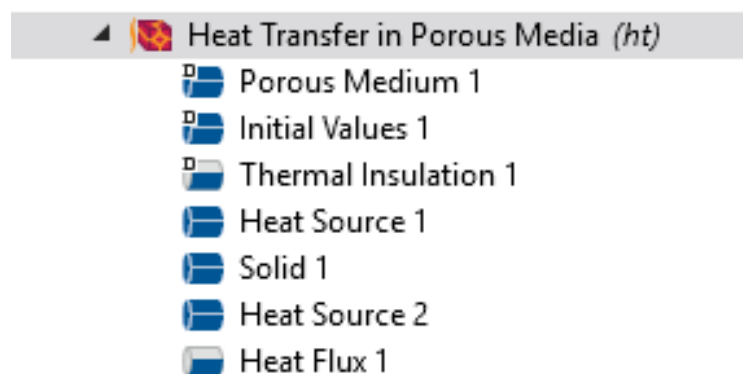 Heat Transfer in Porous Media (ht)
D Porous Medium 1
D Initial Values 1
D Thermal Insulation 1
Heat Source 1
Solid 1
Heat Source 2
Heat Flux 1